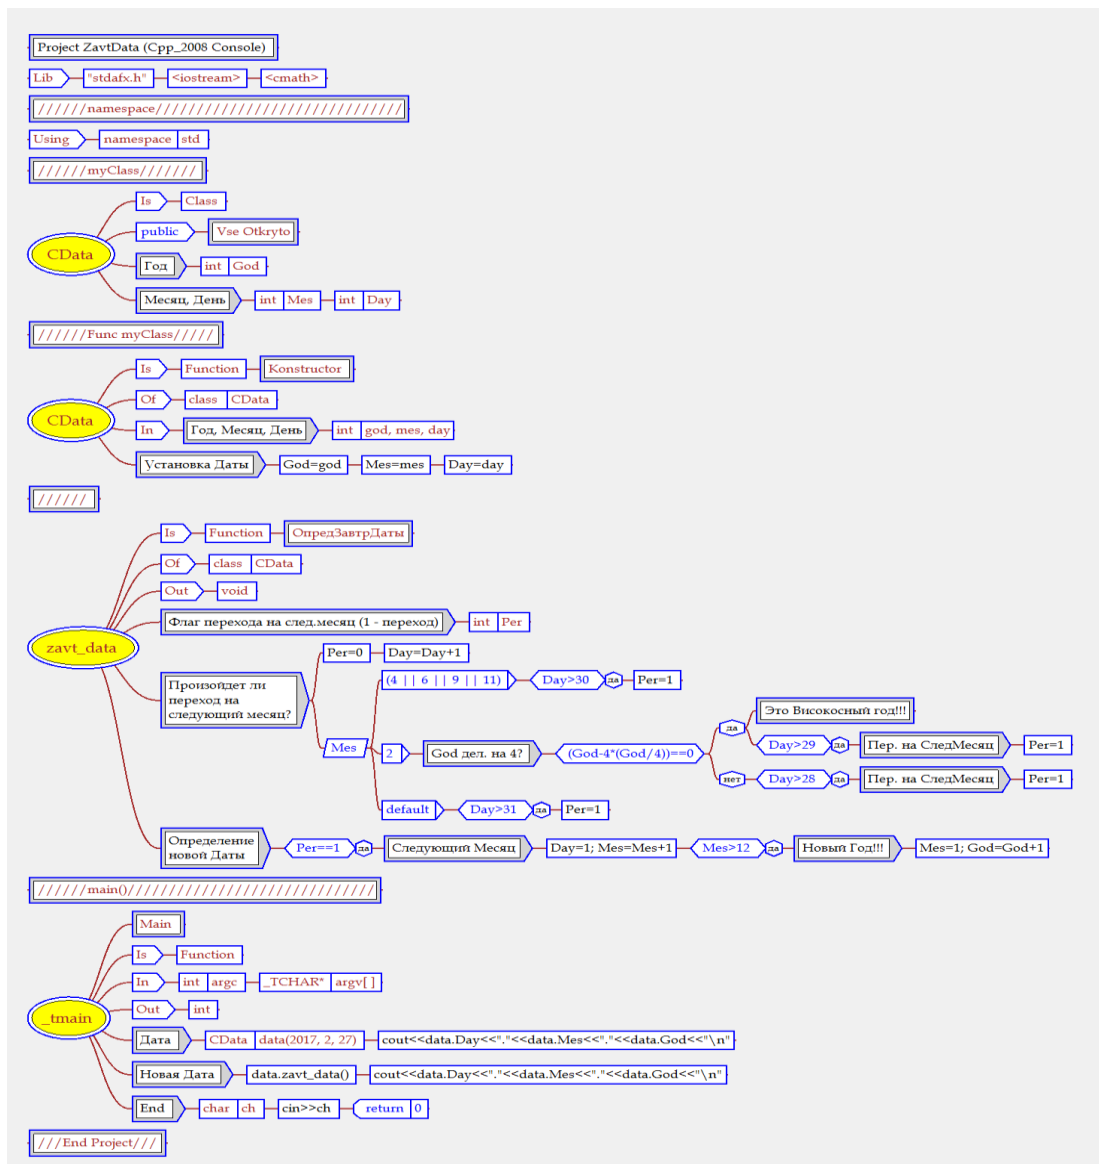 Project ZavtData (Cpp_2008 Console)
Lib "stdafx.h" <iostream> <cmath>
//////namespace//////////////////////////////
Using namespace std
//////myClass///////
CData
Is Class
public Vse Otkryto
Год int God
Месяц, День int Mes int Day
//////Func myClass/////
CData
Is Function Konstructor
Of class CData
In Год, Месяц, День int god, mes, day
Установка Даты God=god Mes=mes Day=day
//////
zavt_data
Is Function ОпредЗавтрДаты
Of class CData
Out void
Флаг перехода на след.месяц (1 - переход) int Per
Произойдет ли
переход на
следующий месяц?
Per=0 Day=Day+1
Mes
(4 || 6 || 9 || 11) Day>30 да Per=1
2 God дел. на 4? (God-4*(God/4))==0
да Это Високосный год!!!
Day>29 да Пер. на СледМесяц Per=1
нет Day>28 да Пер. на СледМесяц Per=1
default Day>31 да Per=1
Определение
новой Даты
Per==1 да Следующий Месяц Day=1; Mes=Mes+1 Mes>12 да Новый Год!!! Mes=1; God=God+1
//////main()/////////////////////////////
_tmain
Main
Is Function
In int argc _TCHAR* argv[ ]
Out int
Дата CData data(2017, 2, 27) cout<<data.Day<<"."<<data.Mes<<"."<<data.God<<"\n"
Новая Дата data.zavt_data() cout<<data.Day<<"."<<data.Mes<<"."<<data.God<<"\n"
End char ch cin>>ch return 0
///End Project///